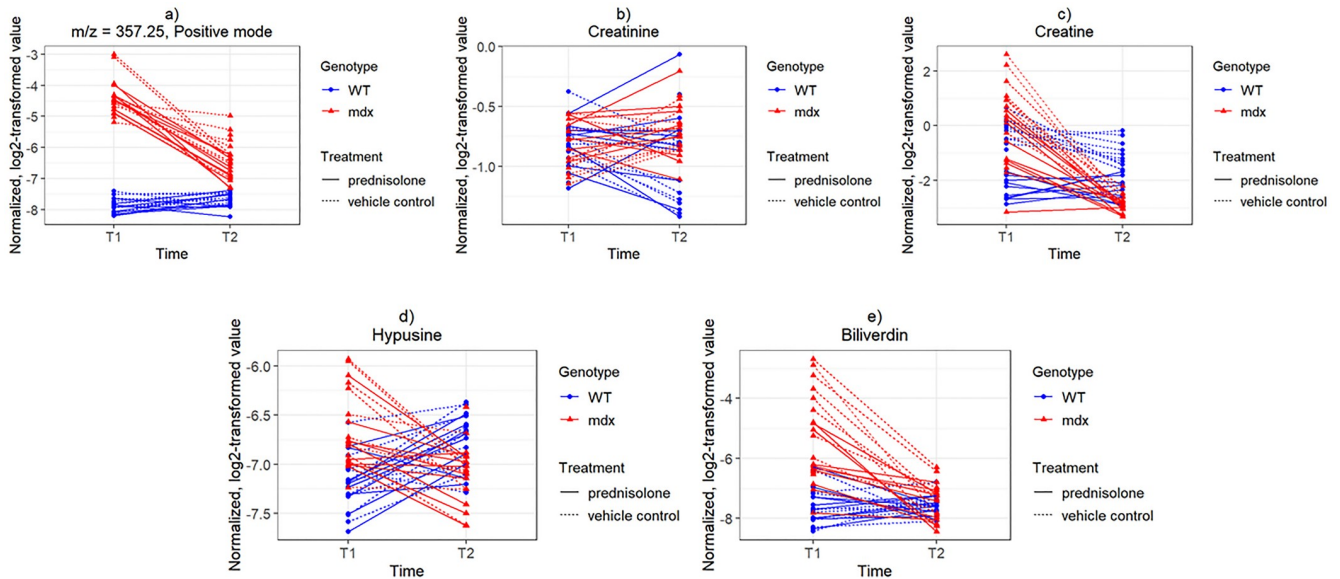 a)
m/z = 357.25, Positive mode
Normalized, log2-transformed value
-3
-4
-5
-6
-7
-8
T1
T2
Time
Genotype
WT
mdx
Treatment
prednisolone
vehicle control
b)
Creatinine
Normalized, log2-transformed value
0.0
-0.5
-1.0
T1
T2
Time
Genotype
WT
mdx
Treatment
prednisolone
vehicle control
c)
Creatine
Normalized, log2-transformed value
2
0
-2
T1
T2
Time
Genotype
WT
mdx
Treatment
prednisolone
vehicle control
d)
Hypusine
Normalized, log2-transformed value
-6.0
-6.5
-7.0
-7.5
T1
T2
Time
Genotype
WT
mdx
Treatment
prednisolone
vehicle control
e)
Biliverdin
Normalized, log2-transformed value
-4
-6
-8
T1
T2
Time
Genotype
WT
mdx
Treatment
prednisolone
vehicle control